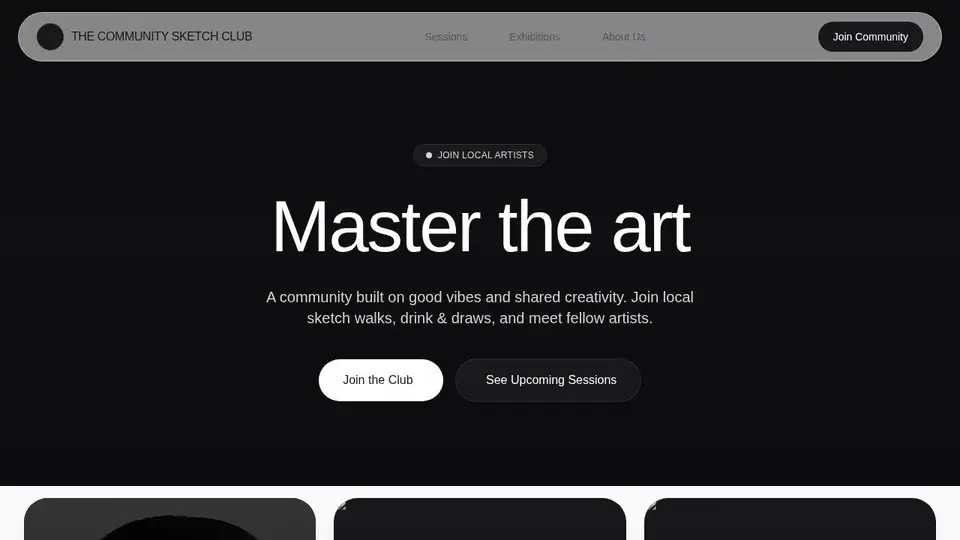 THE COMMUNITY SKETCH CLUB
Sessions
Exhibitions
About Us
Join Community
JOIN LOCAL ARTISTS
Master the art
A community built on good vibes and shared creativity. Join local
sketch walks, drink & draws, and meet fellow artists.
Join the Club
See Upcoming Sessions